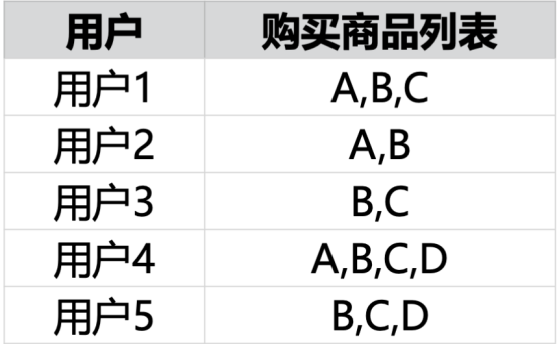 用户 购买商品列表
用户1 A,B,C
用户2 A,B
用户3 B,C
用户4 A,B,C,D
用户5 B,C,D